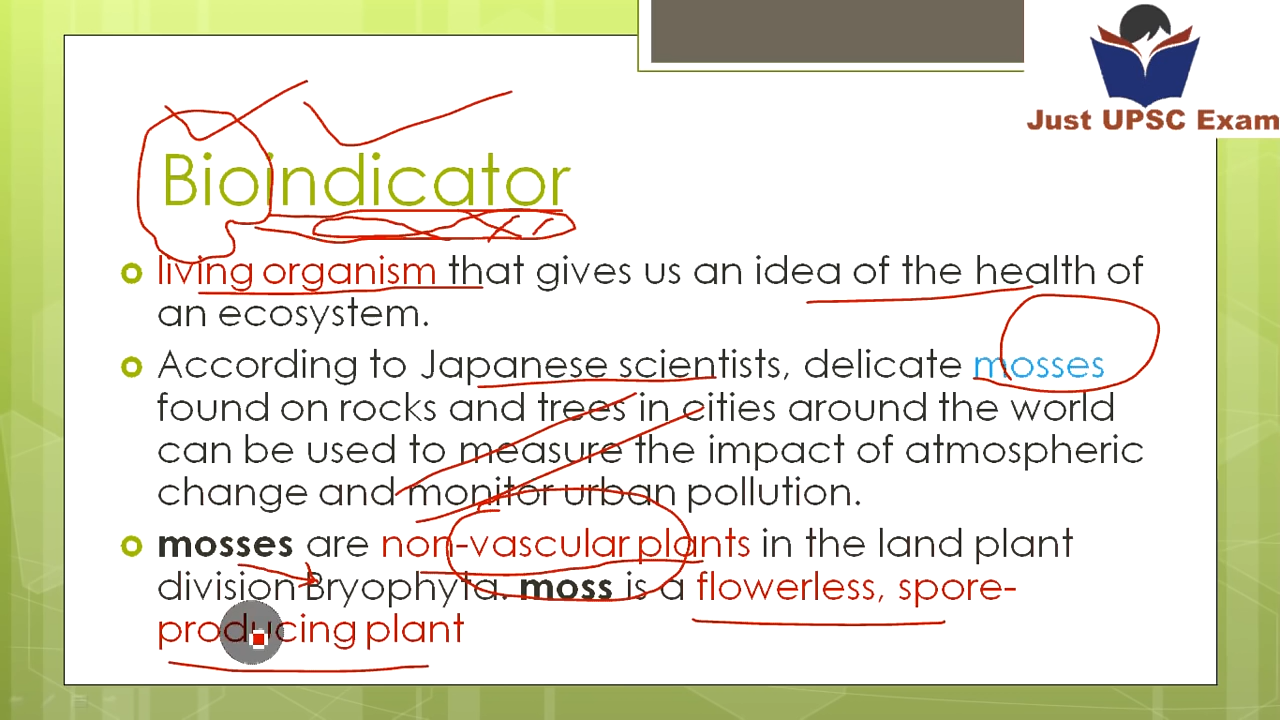 Just UPSC Exam
Bioindicator
living organism that gives us an idea of the health of
an ecosystem.
According to Japanese scientists, delicate mosses
found on rocks and trees in cities around the world
can be used to measure the impact of atmospheric
change and monitor urban pollution.
mosses are non-vascular plants in the land plant
division Bryophyta. moss is a flowerless, spore-
producing plant